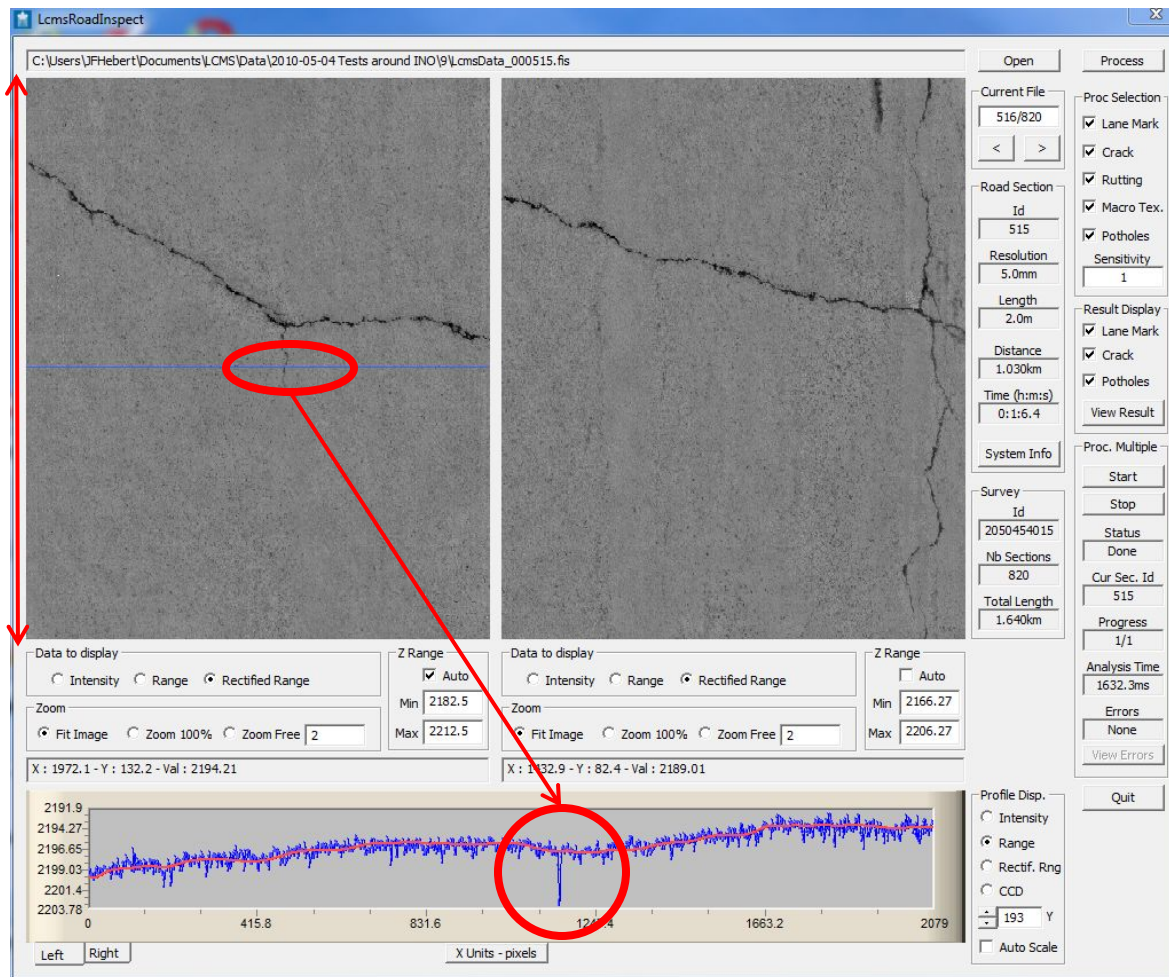 LcmsRoadInspect
C:\Users\JFHebert\Documents\LCMS\Data\2010-05-04 Tests around INO\9\LcmsData_000515.fis
Open
Process
Current File
516/820
<
>
Road Section
Id
515
Resolution
5.0mm
Length
2.0m
Distance
1.030km
Time (h:m:s)
0:1:6.4
System Info
Survey
Id
2050454015
Nb Sections
820
Total Length
1.640km
Proc Selection
Lane Mark
Crack
Rutting
Macro Tex.
Potholes
Sensitivity
1
Result Display
Lane Mark
Crack
Potholes
View Result
Proc. Multiple
Start
Stop
Status
Done
Cur Sec. Id
515
Progress
1/1
Analysis Time
1632.3ms
Errors
None
View Errors
Quit
Data to display
Intensity Range Rectified Range
Zoom
Fit Image Zoom 100% Zoom Free 2
Z Range
Auto
Min 2182.5
Max 2212.5
X : 1972.1 - Y : 132.2 - Val : 2194.21
Data to display
Intensity Range Rectified Range
Zoom
Fit Image Zoom 100% Zoom Free 2
Z Range
Auto
Min 2166.27
Max 2206.27
X : 1432.9 - Y : 82.4 - Val : 2189.01
2191.9
2194.27
2196.65
2199.03
2201.4
2203.78
0 415.8 831.6 1247.4 1663.2 2079
Left Right
X Units - pixels
Profile Disp.
Intensity
Range
Rectif. Rng
CCD
193 Y
Auto Scale